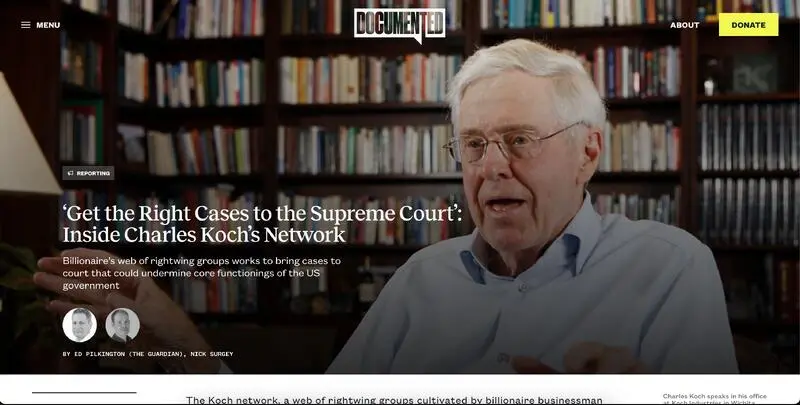 MENU
DOCUMENTED
ABOUT
DONATE
REPORTING
‘Get the Right Cases to the Supreme Court’:
Inside Charles Koch’s Network
Billionaire's web of rightwing groups works to bring cases to
court that could undermine core functionings of the US
government
BY ED PILKINGTON (THE GUARDIAN), NICK SURGEY
The Koch network, a web of rightwing groups cultivated by billionaire businessman
Charles Koch speaks in his office
at Koch Industries in Wichita